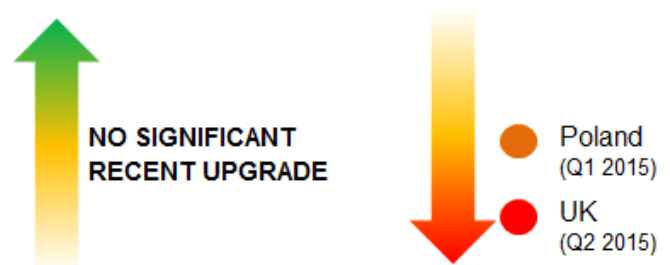 NO SIGNIFICANT
RECENT UPGRADE
Poland
(Q1 2015)
UK
(Q2 2015)